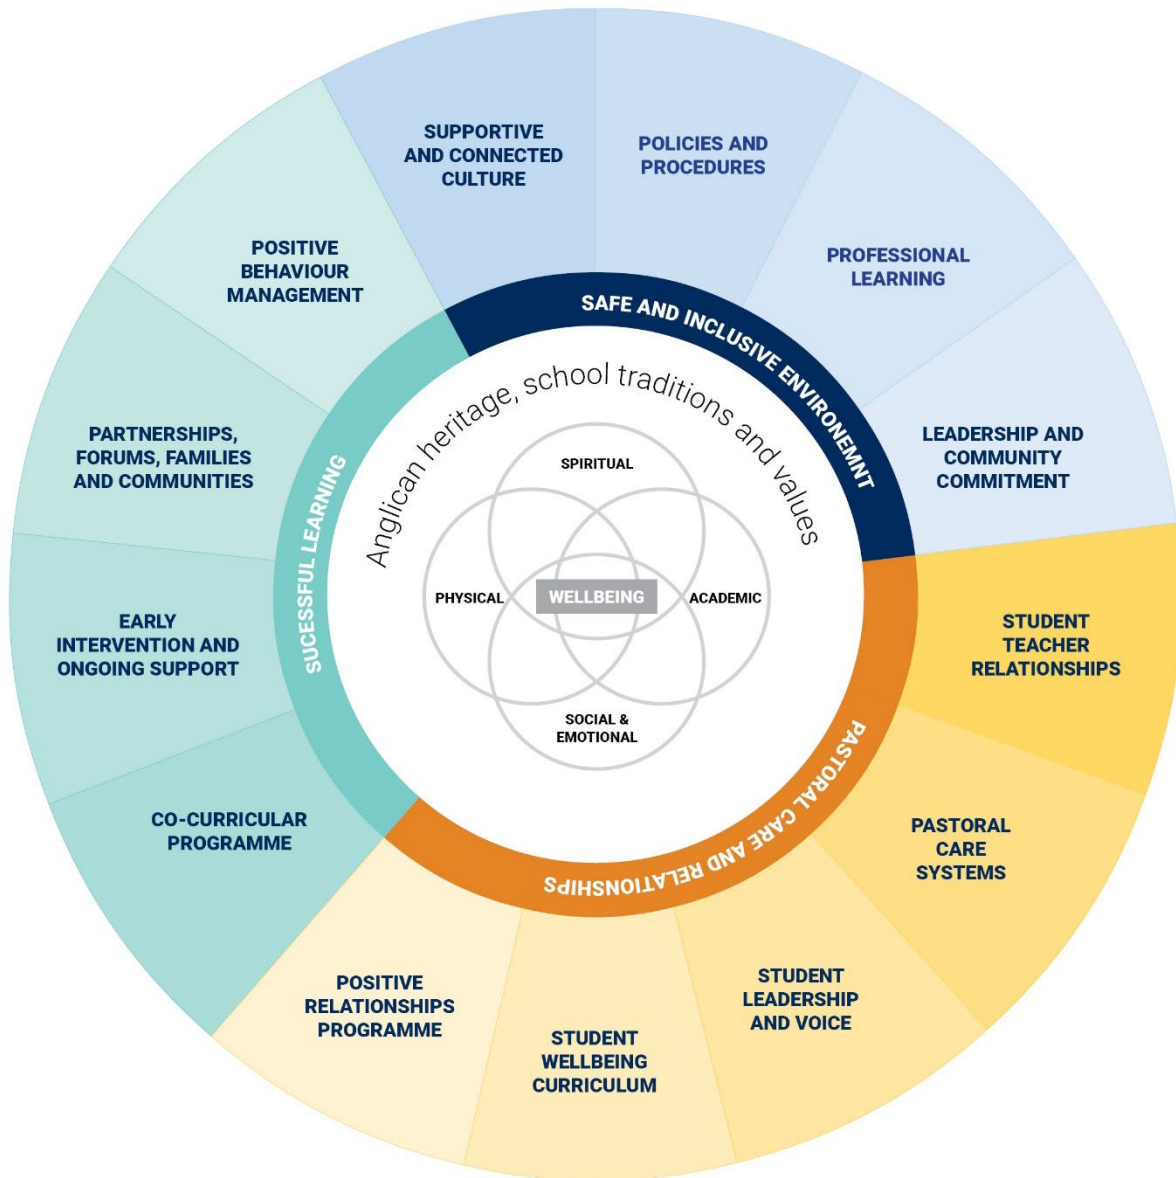 SUPPORTIVE
AND CONNECTED
CULTURE
POLICIES AND
PROCEDURES
PROFESSIONAL
LEARNING
LEADERSHIP AND
COMMUNITY
COMMITMENT
STUDENT
TEACHER
RELATIONSHIPS
PASTORAL
CARE
SYSTEMS
STUDENT
LEADERSHIP
AND VOICE
STUDENT
WELLBEING
CURRICULUM
POSITIVE
RELATIONSHIPS
PROGRAMME
CO-CURRICULAR
PROGRAMME
EARLY
INTERVENTION AND
ONGOING SUPPORT
PARTNERSHIPS,
FORUMS, FAMILIES
AND COMMUNITIES
POSITIVE
BEHAVIOUR
MANAGEMENT
SAFE AND INCLUSIVE ENVIRONEMNT
PASTORAL CARE AND RELATIONSHIPS
SUCESSFUL LEARNING
Anglican heritage, school traditions and values
SPIRITUAL
PHYSICAL
WELLBEING
ACADEMIC
SOCIAL &
EMOTIONAL